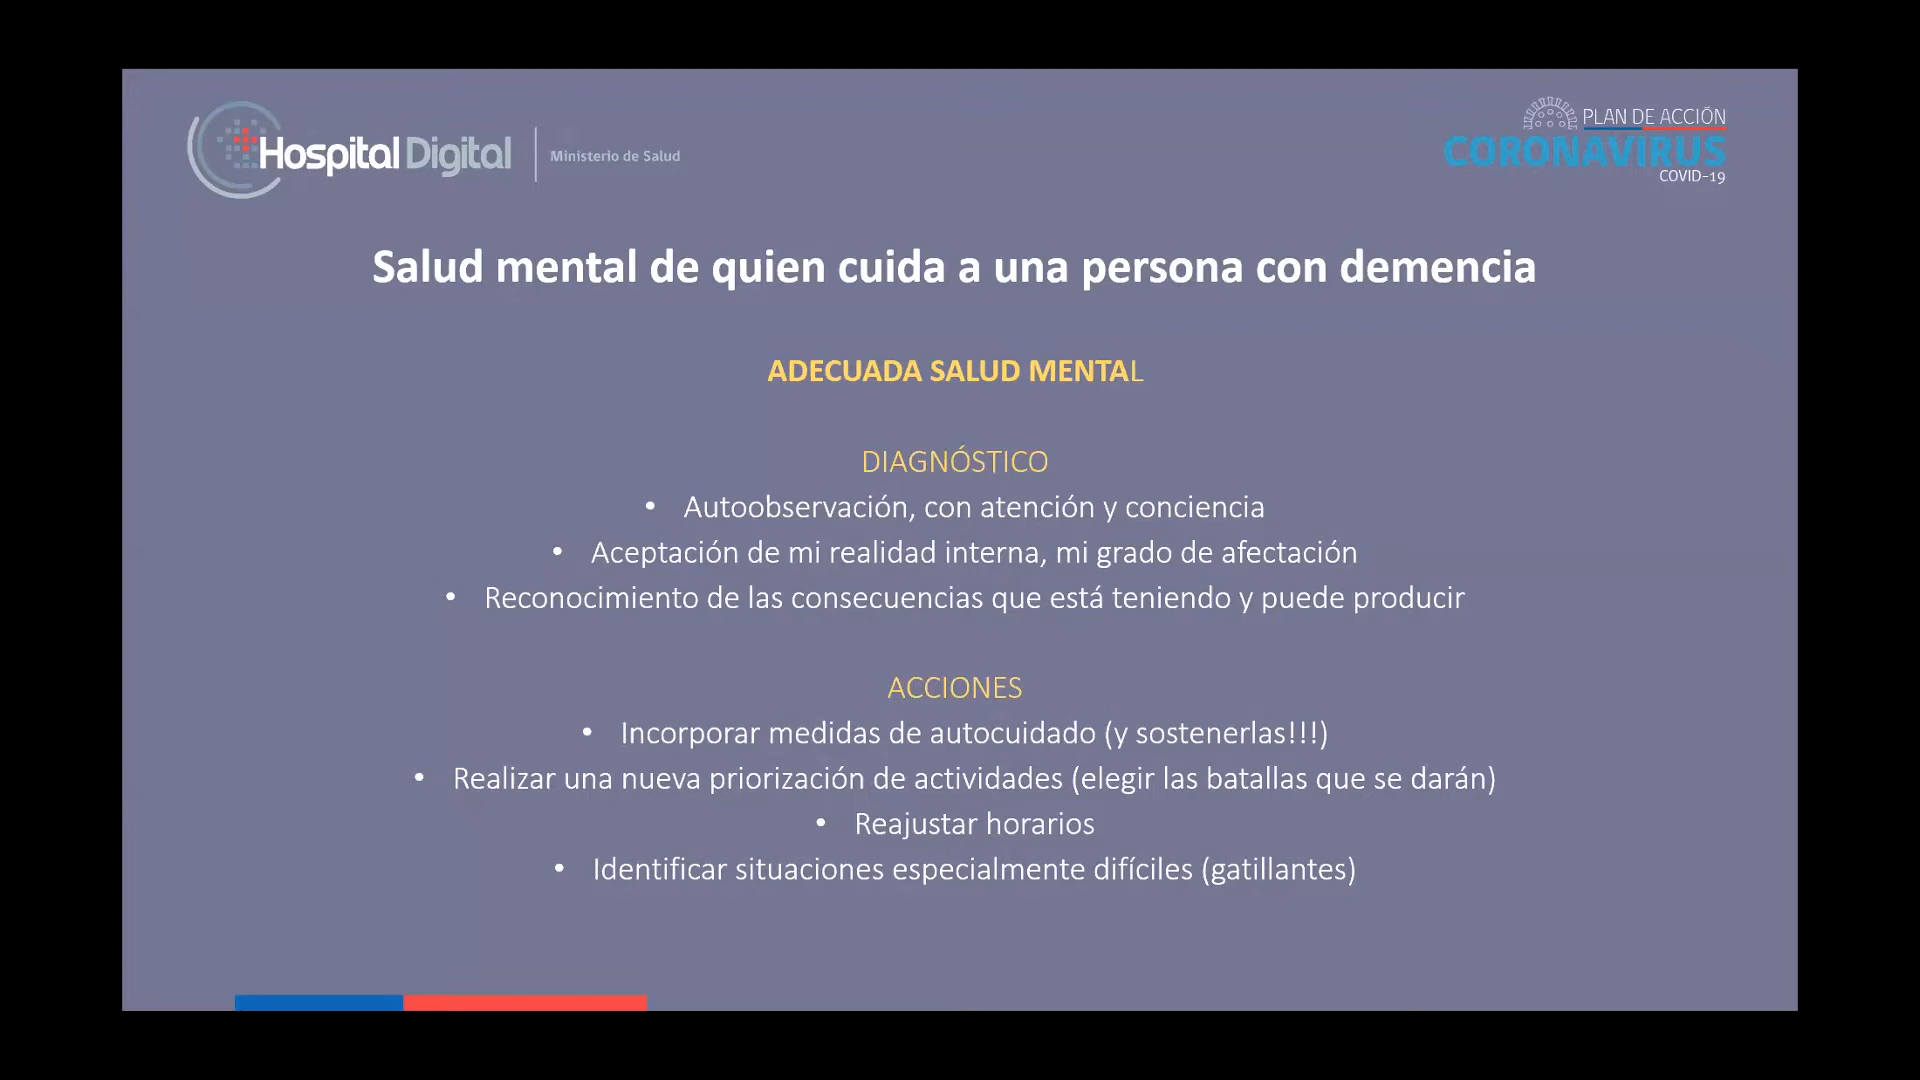 Hospital Digital
Ministerio de Salud
PLAN DE ACCIÓN
CORONAVIRUS
COVID-19
Salud mental de quien cuida a una persona con demencia
ADECUADA SALUD MENTAL
DIAGNÓSTICO
• Autoobservación, con atención y conciencia
• Aceptación de mi realidad interna, mi grado de afectación
• Reconocimiento de las consecuencias que está teniendo y puede producir
ACCIONES
• Incorporar medidas de autocuidado (y sostenerlas!!!)
• Realizar una nueva priorización de actividades (elegir las batallas que se darán)
• Reajustar horarios
• Identificar situaciones especialmente difíciles (gatillantes)